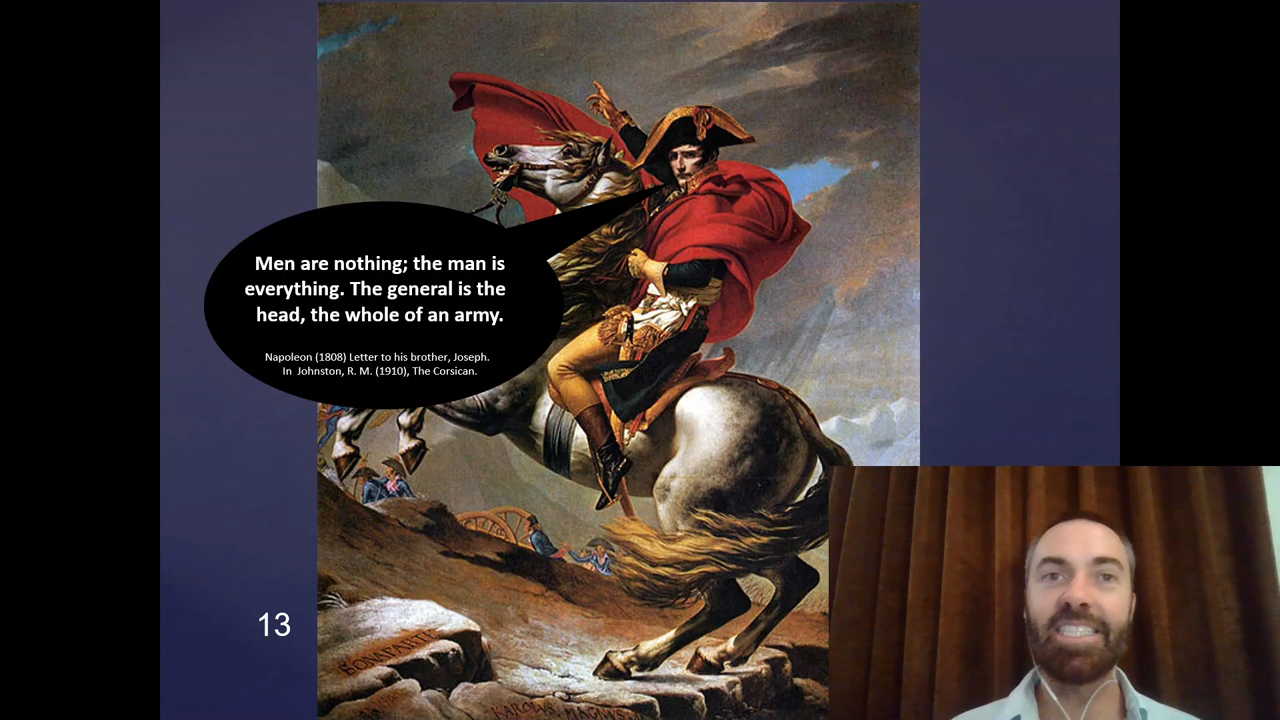 Men are nothing; the man is
everything. The general is the
head, the whole of an army.
Napoleon (1808) Letter to his brother, Joseph.
In Johnston, R. M. (1910), The Corsican.
13
BONAPARTE
KAROLVS MAGNVS